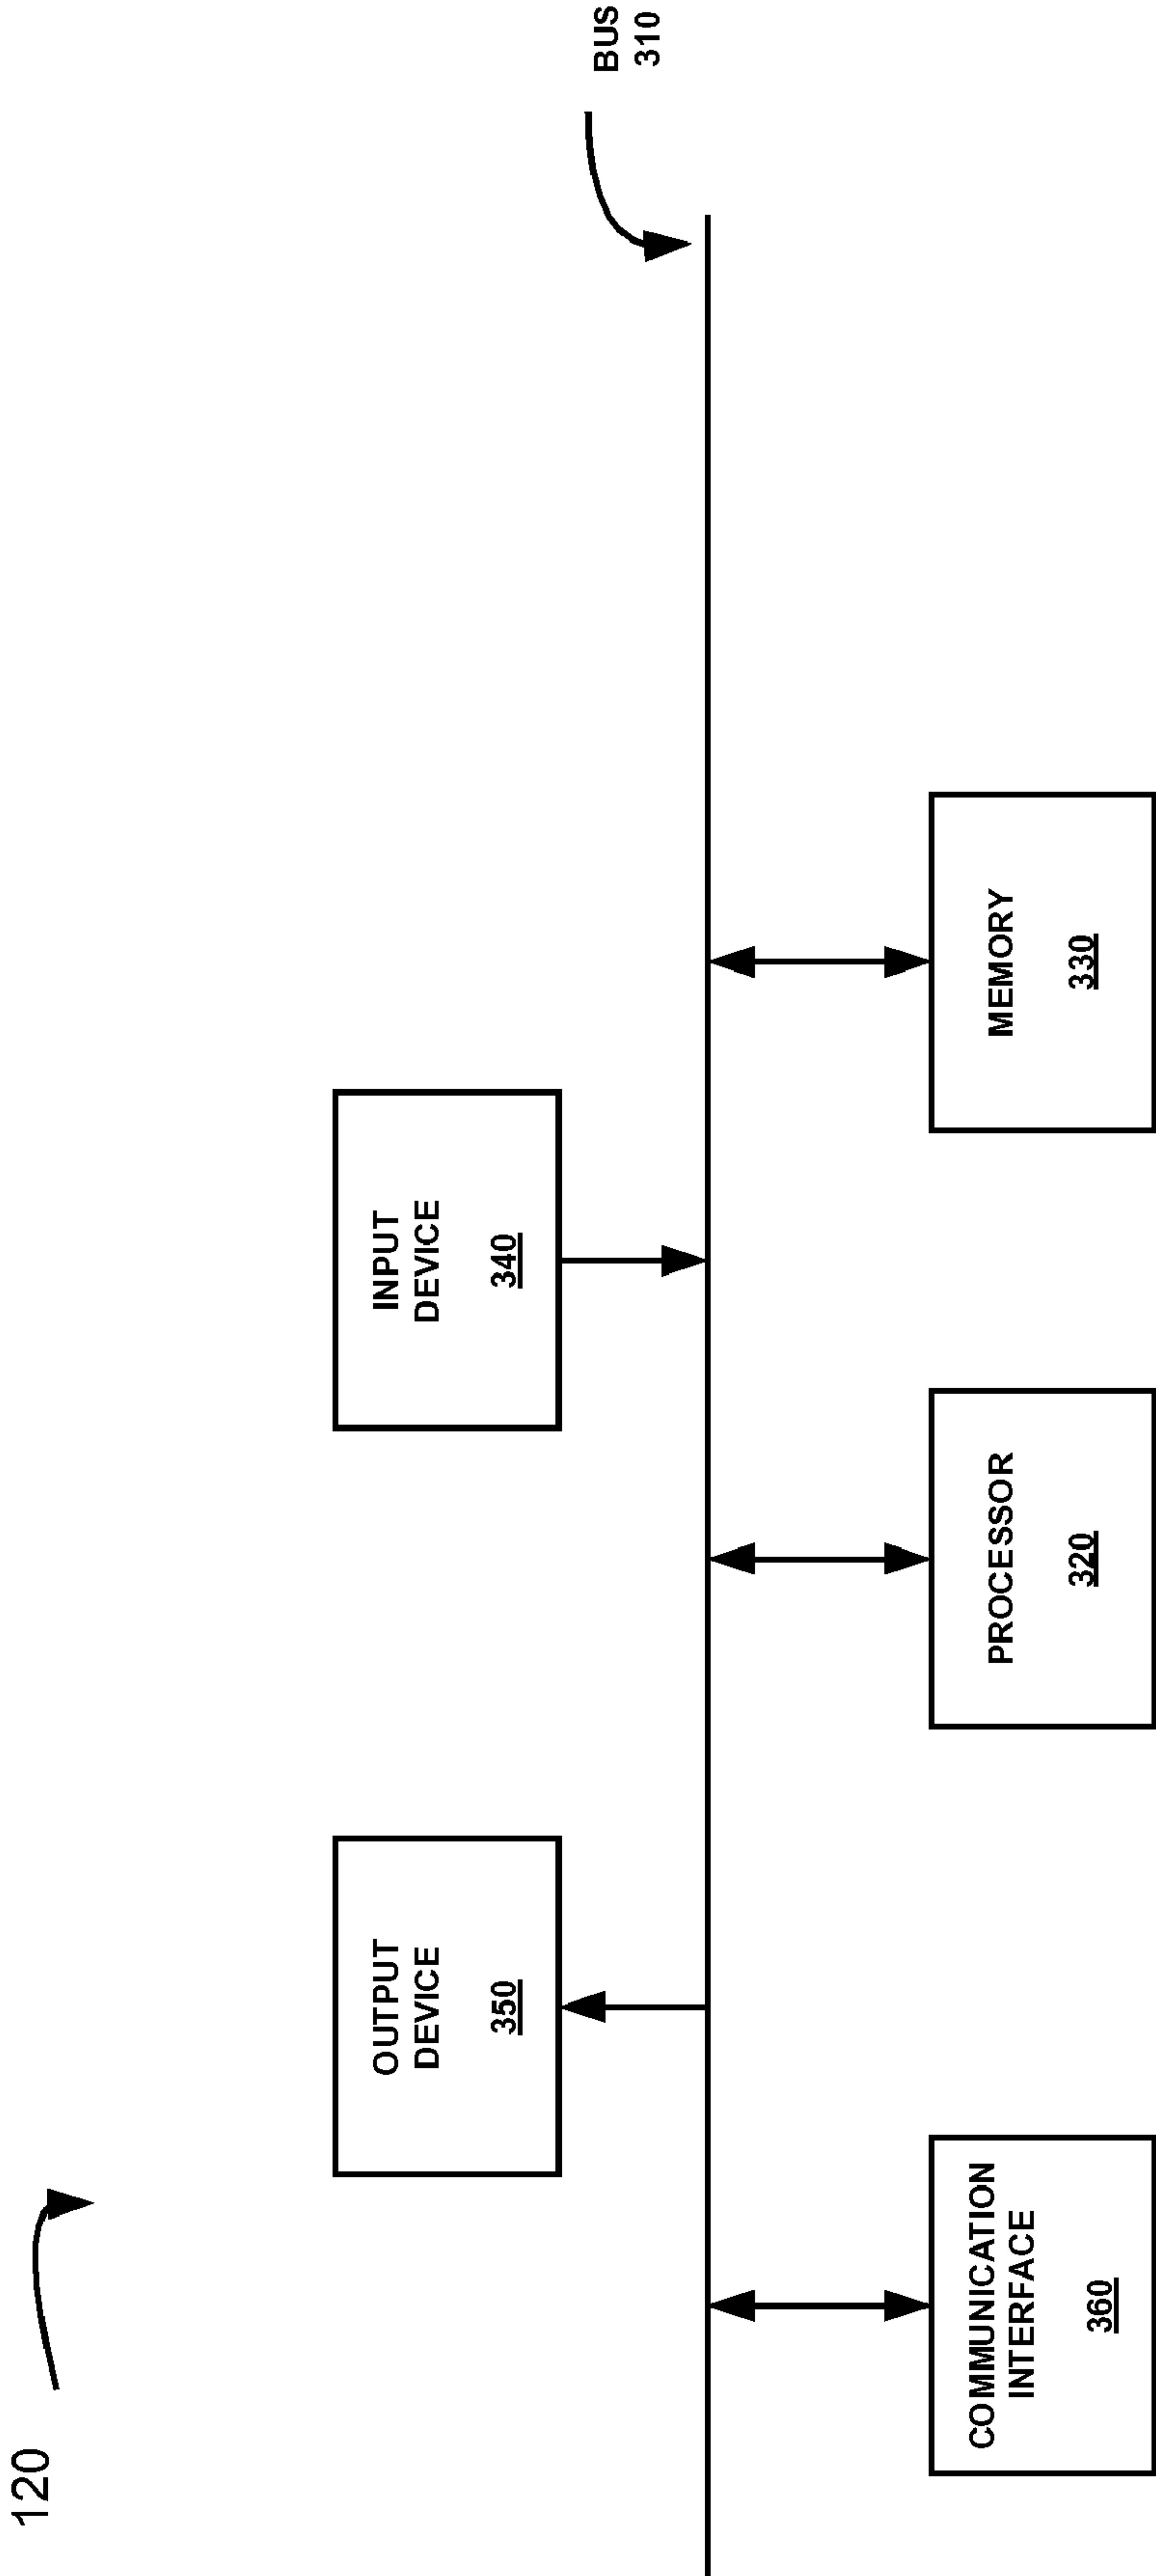 120
BUS
310
OUTPUT
DEVICE
350
INPUT
DEVICE
340
COMMUNICATION
INTERFACE
360
PROCESSOR
320
MEMORY
330